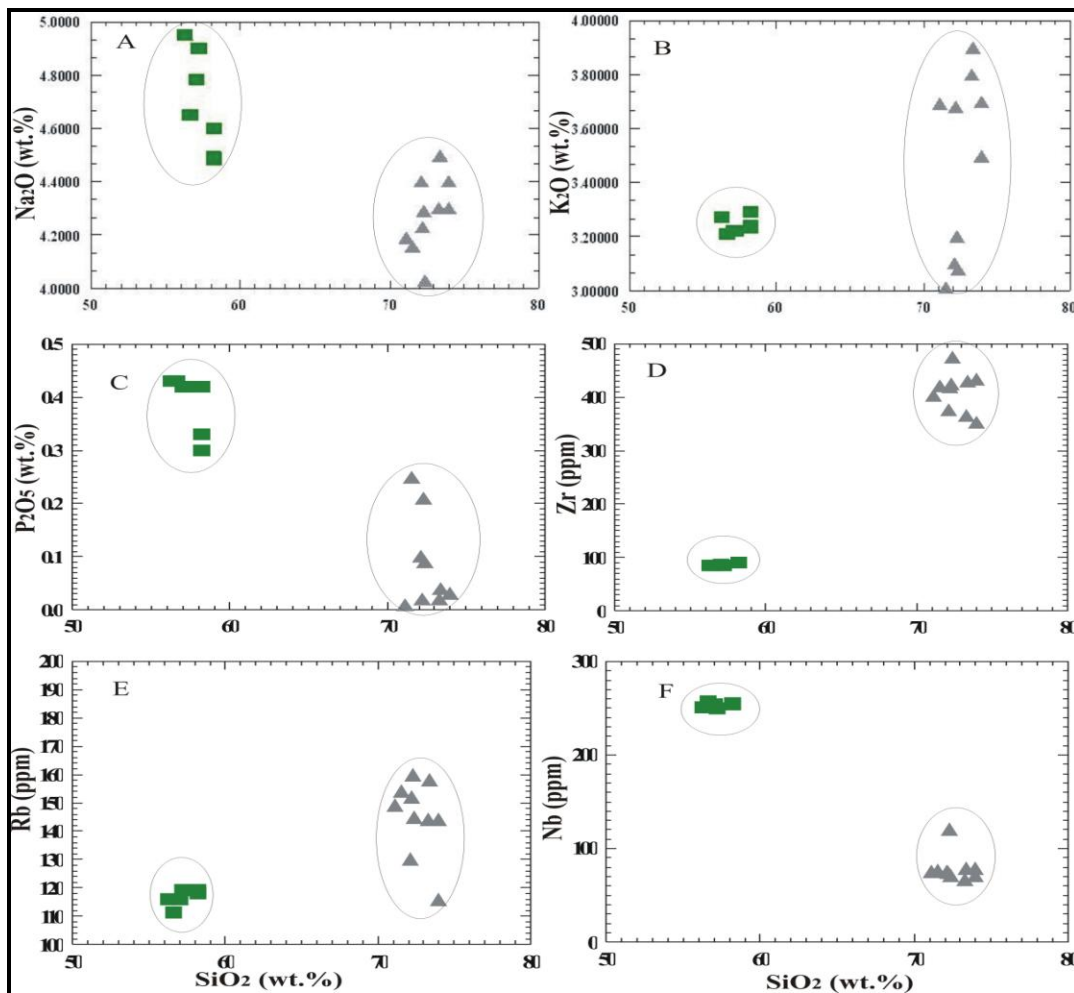 5.0000
4.8000
4.6000
4.4000
4.2000
4.0000
Na₂O (wt.%)
A
50 60 70 80
4.00000
3.80000
3.60000
3.40000
3.20000
3.00000
K₂O (wt.%)
B
50 60 70 80
0.5
0.4
0.3
0.2
0.1
0.0
P₂O₅ (wt.%)
C
50 60 70 80
500
400
300
200
100
0
Zr (ppm)
D
50 60 70 80
200
190
180
170
160
150
140
130
120
110
100
Rb (ppm)
E
50 60 70 80
SiO₂ (wt.%)
300
200
100
0
Nb (ppm)
F
50 60 70 80
SiO₂ (wt.%)